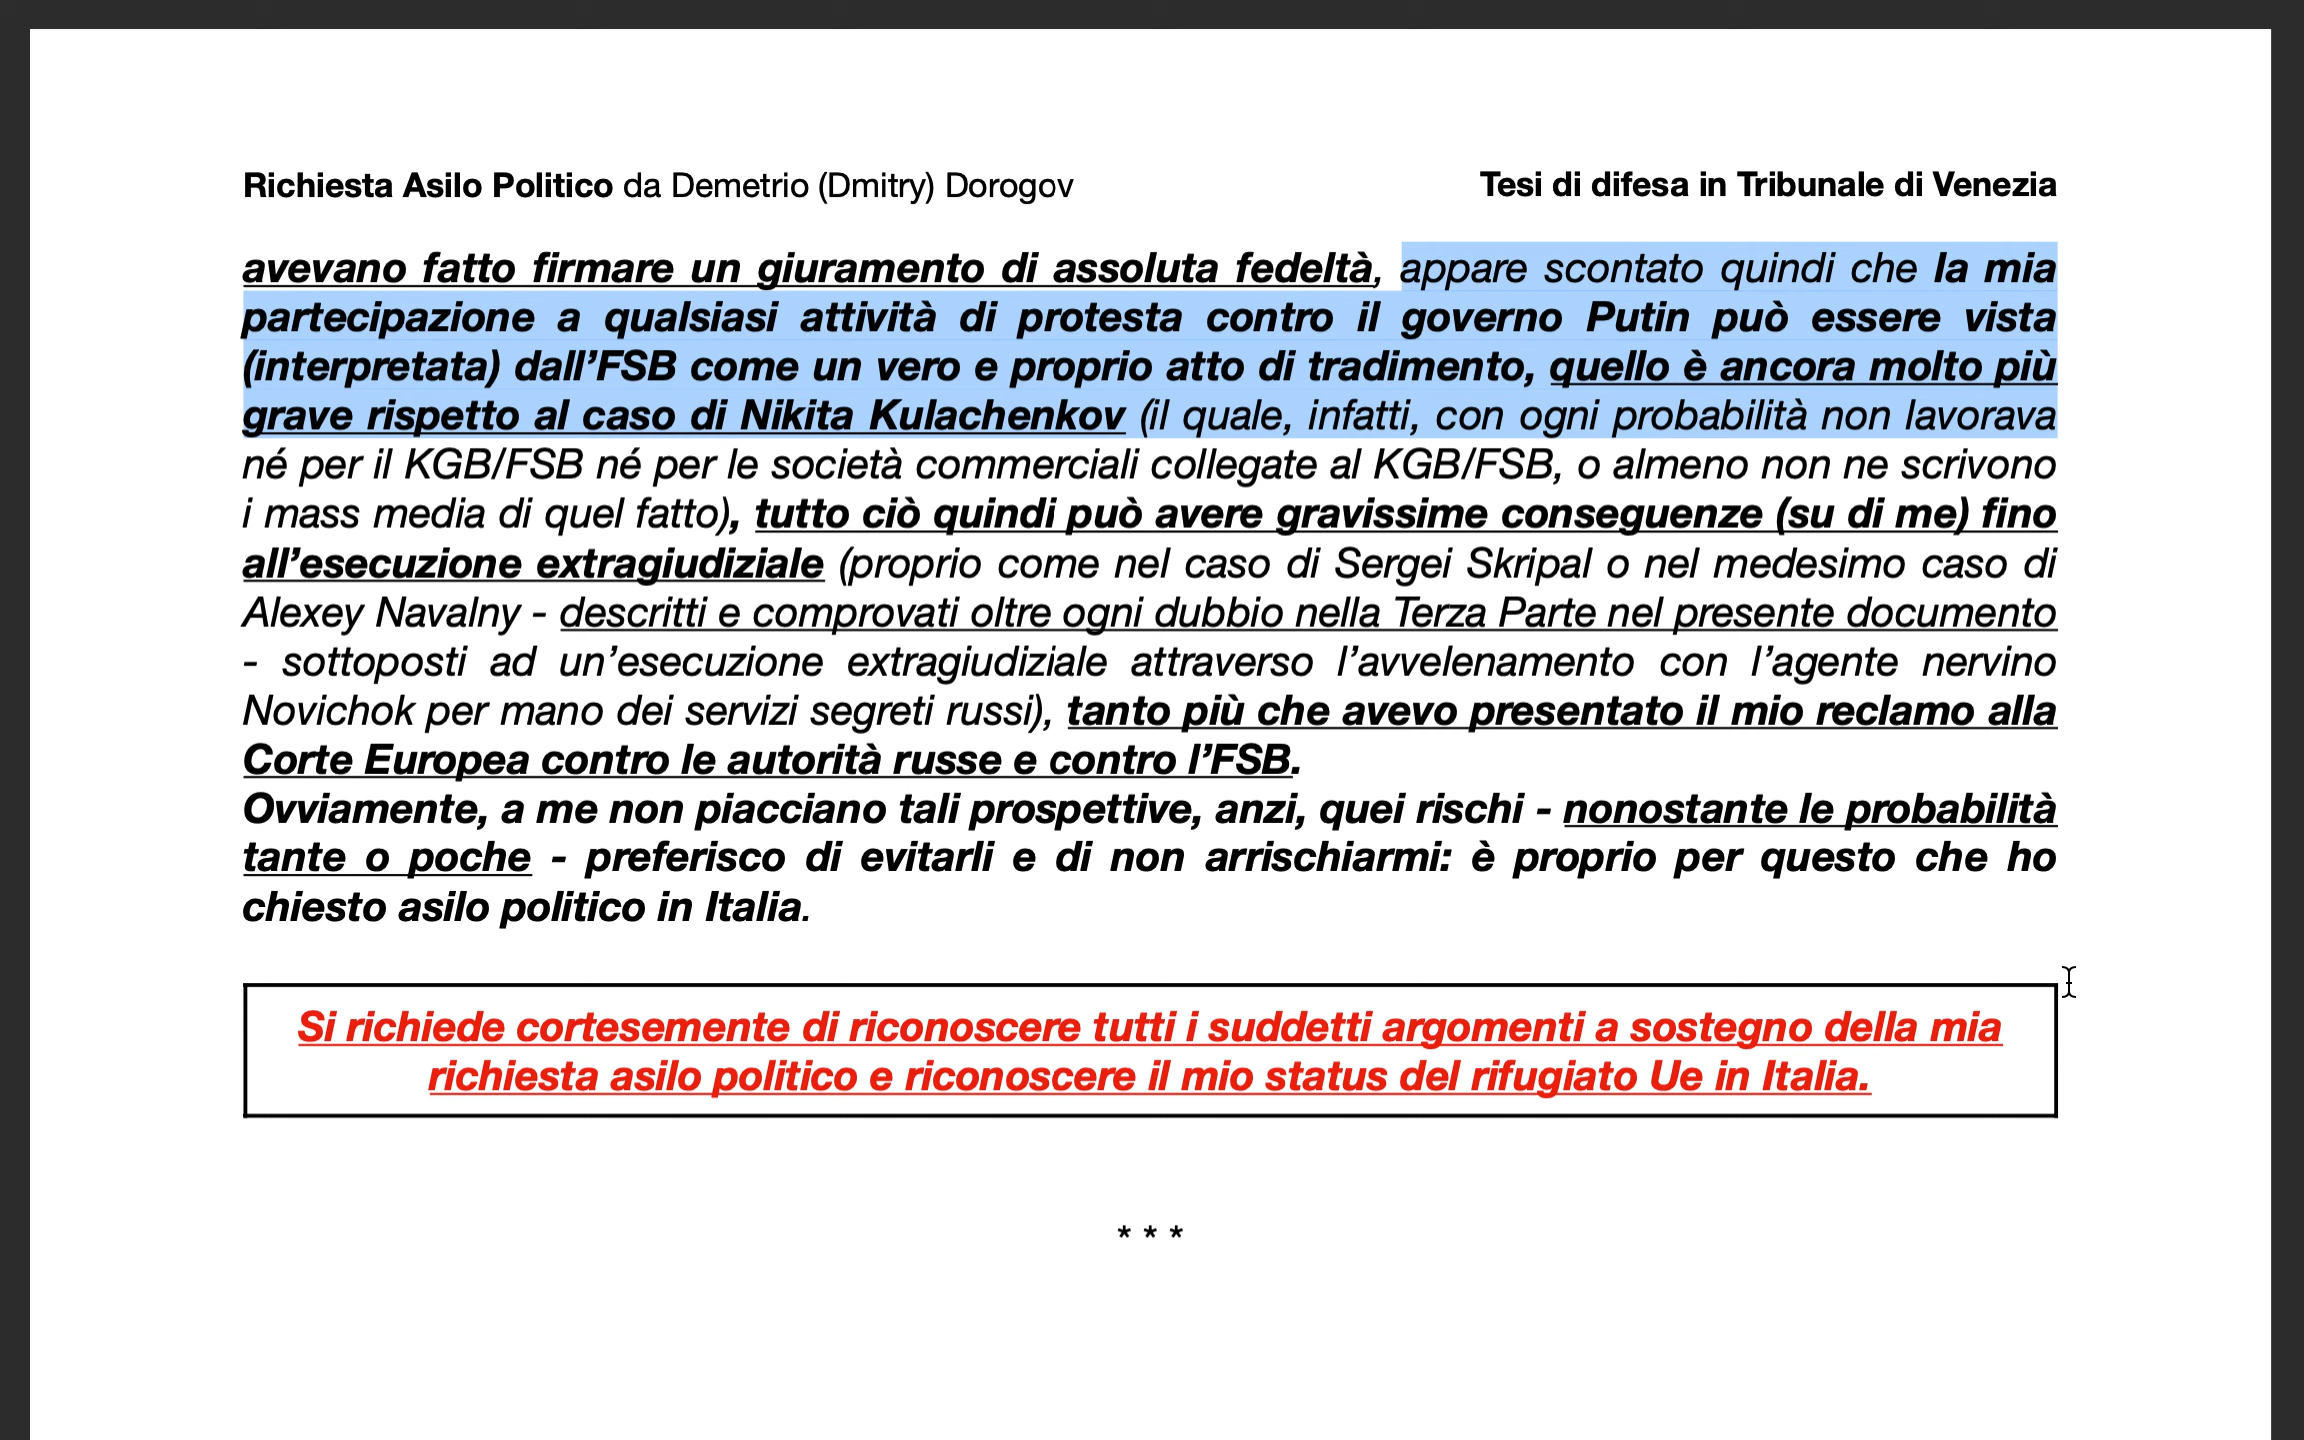 Richiesta Asilo Politico da Demetrio (Dmitry) Dorogov Tesi di difesa in Tribunale di Venezia
avevano fatto firmare un giuramento di assoluta fedeltà, appare scontato quindi che la mia
partecipazione a qualsiasi attività di protesta contro il governo Putin può essere vista
(interpretata) dall’FSB come un vero e proprio atto di tradimento, quello è ancora molto più
grave rispetto al caso di Nikita Kulachenkov (il quale, infatti, con ogni probabilità non lavorava
né per il KGB/FSB né per le società commerciali collegate al KGB/FSB, o almeno non ne scrivono
i mass media di quel fatto), tutto ciò quindi può avere gravissime conseguenze (su di me) fino
all’esecuzione extragiudiziale (proprio come nel caso di Sergei Skripal o nel medesimo caso di
Alexey Navalny - descritti e comprovati oltre ogni dubbio nella Terza Parte nel presente documento
- sottoposti ad un’esecuzione extragiudiziale attraverso l’avvelenamento con l’agente nervino
Novichok per mano dei servizi segreti russi), tanto più che avevo presentato il mio reclamo alla
Corte Europea contro le autorità russe e contro l’FSB.
Ovviamente, a me non piacciano tali prospettive, anzi, quei rischi - nonostante le probabilità
tante o poche - preferisco di evitarli e di non arrischiarmi: è proprio per questo che ho
chiesto asilo politico in Italia.
Si richiede cortesemente di riconoscere tutti i suddetti argomenti a sostegno della mia
richiesta asilo politico e riconoscere il mio status del rifugiato Ue in Italia.
* * *